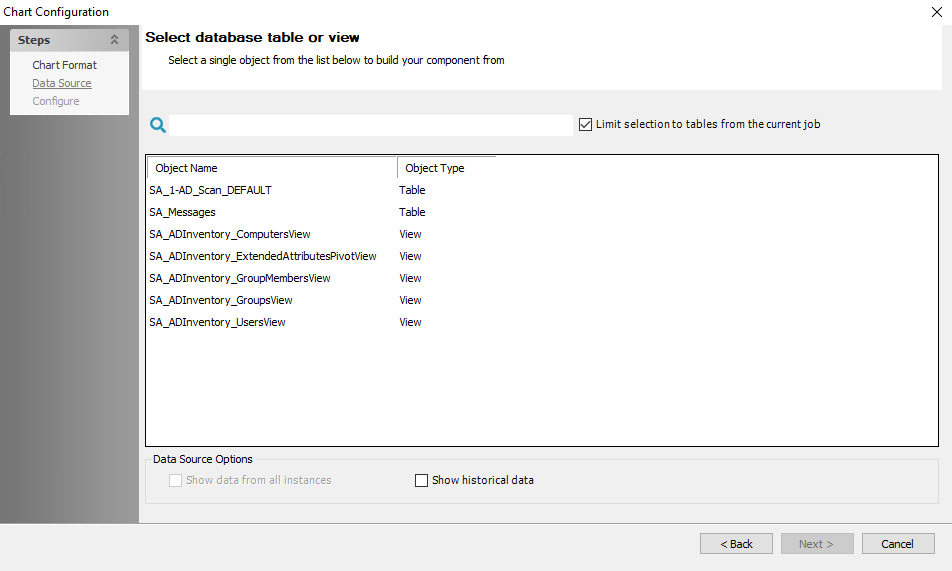 Chart Configuration
Steps
Chart Format
Data Source
Configure
Select database table or view
Select a single object from the list below to build your component from
Limit selection to tables from the current job
Object Name Object Type
SA_1-AD_Scan_DEFAULT Table
SA_Messages Table
SA_ADInventory_ComputersView View
SA_ADInventory_ExtendedAttributesPivotView View
SA_ADInventory_GroupMembersView View
SA_ADInventory_GroupsView View
SA_ADInventory_UsersView View
Data Source Options
Show data from all instances Show historical data
< Back Next > Cancel